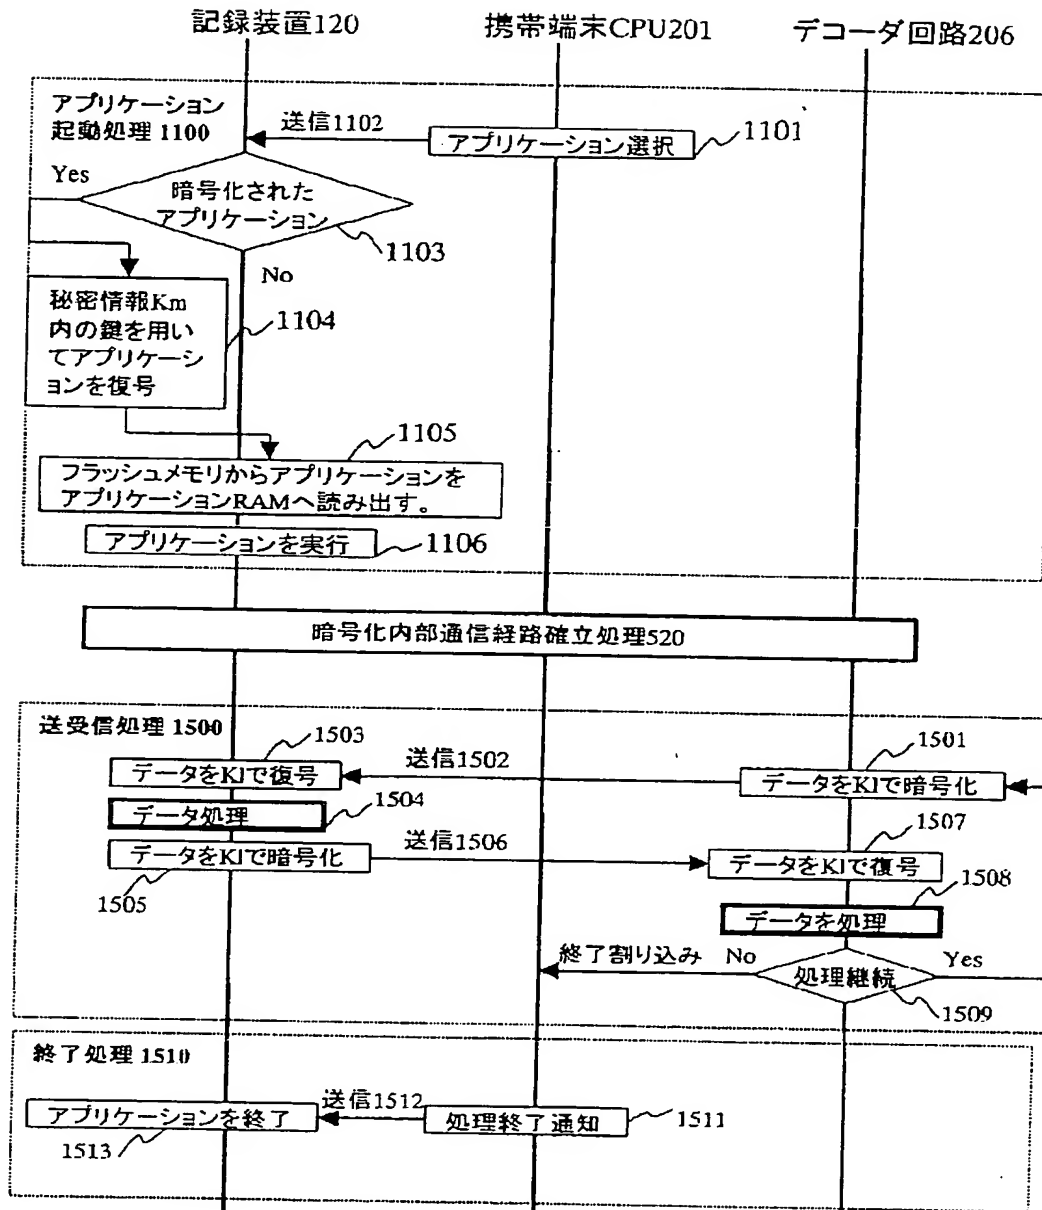 記録装置120
携帯端末CPU201
デコーダ回路206
アプリケーション
起動処理 1100
送信1102
アプリケーション選択
1101
Yes
暗号化された
アプリケーション
1103
No
秘密情報Km
内の鍵を用い
てアプリケーシ
ョンを復号
1104
1105
フラッシュメモリからアプリケーションを
アプリケーションRAMへ読み出す。
アプリケーションを実行
1106
暗号化内部通信経路確立処理520
送受信処理 1500
1503
送信1502
1501
データをKIで復号
データをKIで暗号化
1504
データ処理
1507
送信1506
データをKIで暗号化
データをKIで復号
1505
1508
データを処理
終了割り込み
No
Yes
処理継続
1509
終了処理 1510
送信1512
アプリケーションを終了
処理終了通知
1511
1513